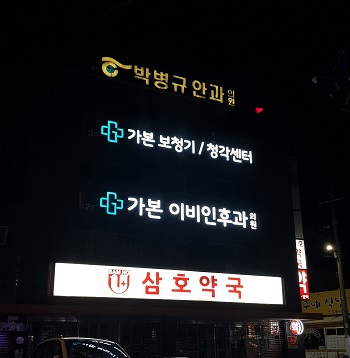 박병규안과의원
가본 보청기 / 청각센터
가본 이비인후과의원
삼호약국